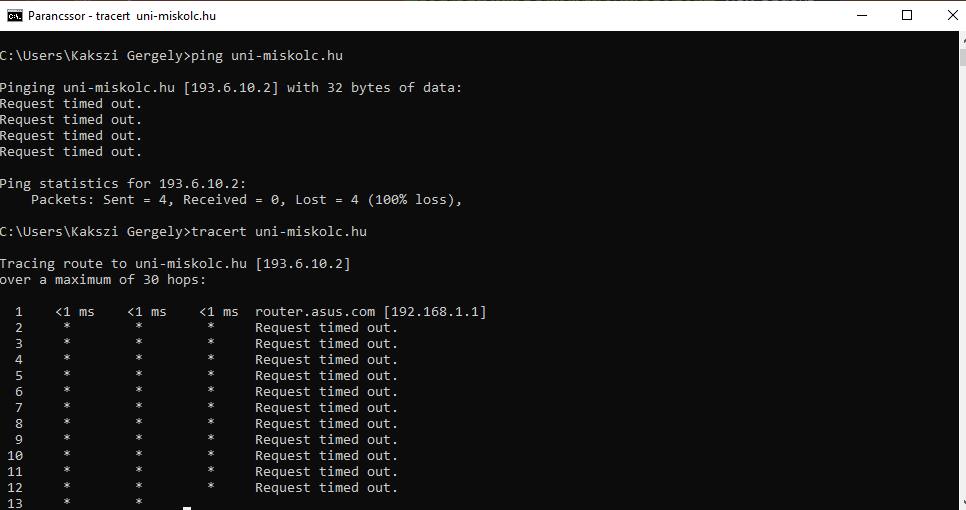 Parancssor - tracert  uni-miskolc.hu
C:\Users\Kakszi Gergely>ping uni-miskolc.hu
Pinging uni-miskolc.hu [193.6.10.2] with 32 bytes of data:
Request timed out.
Request timed out.
Request timed out.
Request timed out.
Ping statistics for 193.6.10.2:
    Packets: Sent = 4, Received = 0, Lost = 4 (100% loss),
C:\Users\Kakszi Gergely>tracert uni-miskolc.hu
Tracing route to uni-miskolc.hu [193.6.10.2]
over a maximum of 30 hops:
  1    <1 ms    <1 ms    <1 ms  router.asus.com [192.168.1.1]
  2     *        *        *     Request timed out.
  3     *        *        *     Request timed out.
  4     *        *        *     Request timed out.
  5     *        *        *     Request timed out.
  6     *        *        *     Request timed out.
  7     *        *        *     Request timed out.
  8     *        *        *     Request timed out.
  9     *        *        *     Request timed out.
 10     *        *        *     Request timed out.
 11     *        *        *     Request timed out.
 12     *        *        *     Request timed out.
 13     *        *